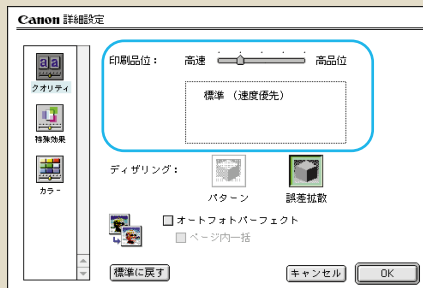 Canon 詳細設定
クオリティ
特殊効果
カラー
印刷品位： 高速 高品位
標準 （速度優先）
ディザリング：
パターン 誤差拡散
オートフォトパーフェクト
ページ内一括
標準に戻す キャンセル OK